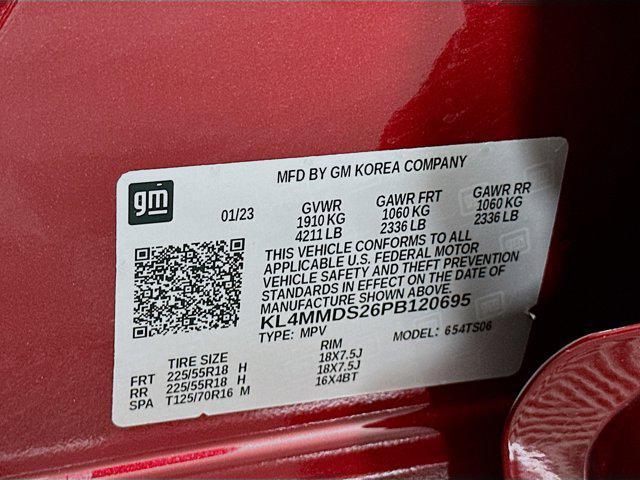 MFD BY GM KOREA COMPANY
gm
01/23
GVWR GAWR FRT GAWR RR
1910 KG 1060 KG 1060 KG
4211 LB 2336 LB 2336 LB
THIS VEHICLE CONFORMS TO ALL
APPLICABLE U.S. FEDERAL MOTOR
VEHICLE SAFETY AND THEFT PREVENTION
STANDARDS IN EFFECT ON THE DATE OF
MANUFACTURE SHOWN ABOVE.
KL4MMDS26PB120695
TYPE: MPV MODEL: 654TS06
TIRE SIZE RIM
FRT 225/55R18 H 18X7.5J
RR 225/55R18 H 18X7.5J
SPA T125/70R16 M 16X4BT